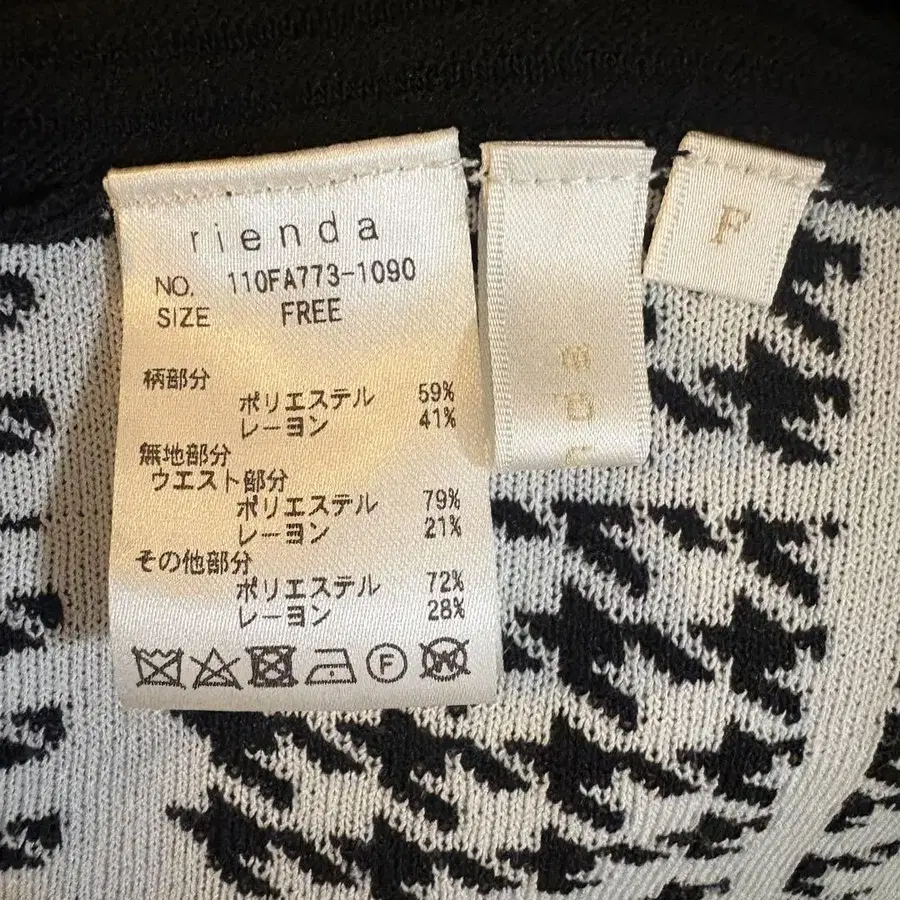 rienda
NO. 110FA773-1090
SIZE FREE
柄部分
ポリエステル 59%
レーヨン 41%
無地部分
ウエスト部分
ポリエステル 79%
レーヨン 21%
その他部分
ポリエステル 72%
レーヨン 28%
F W
F